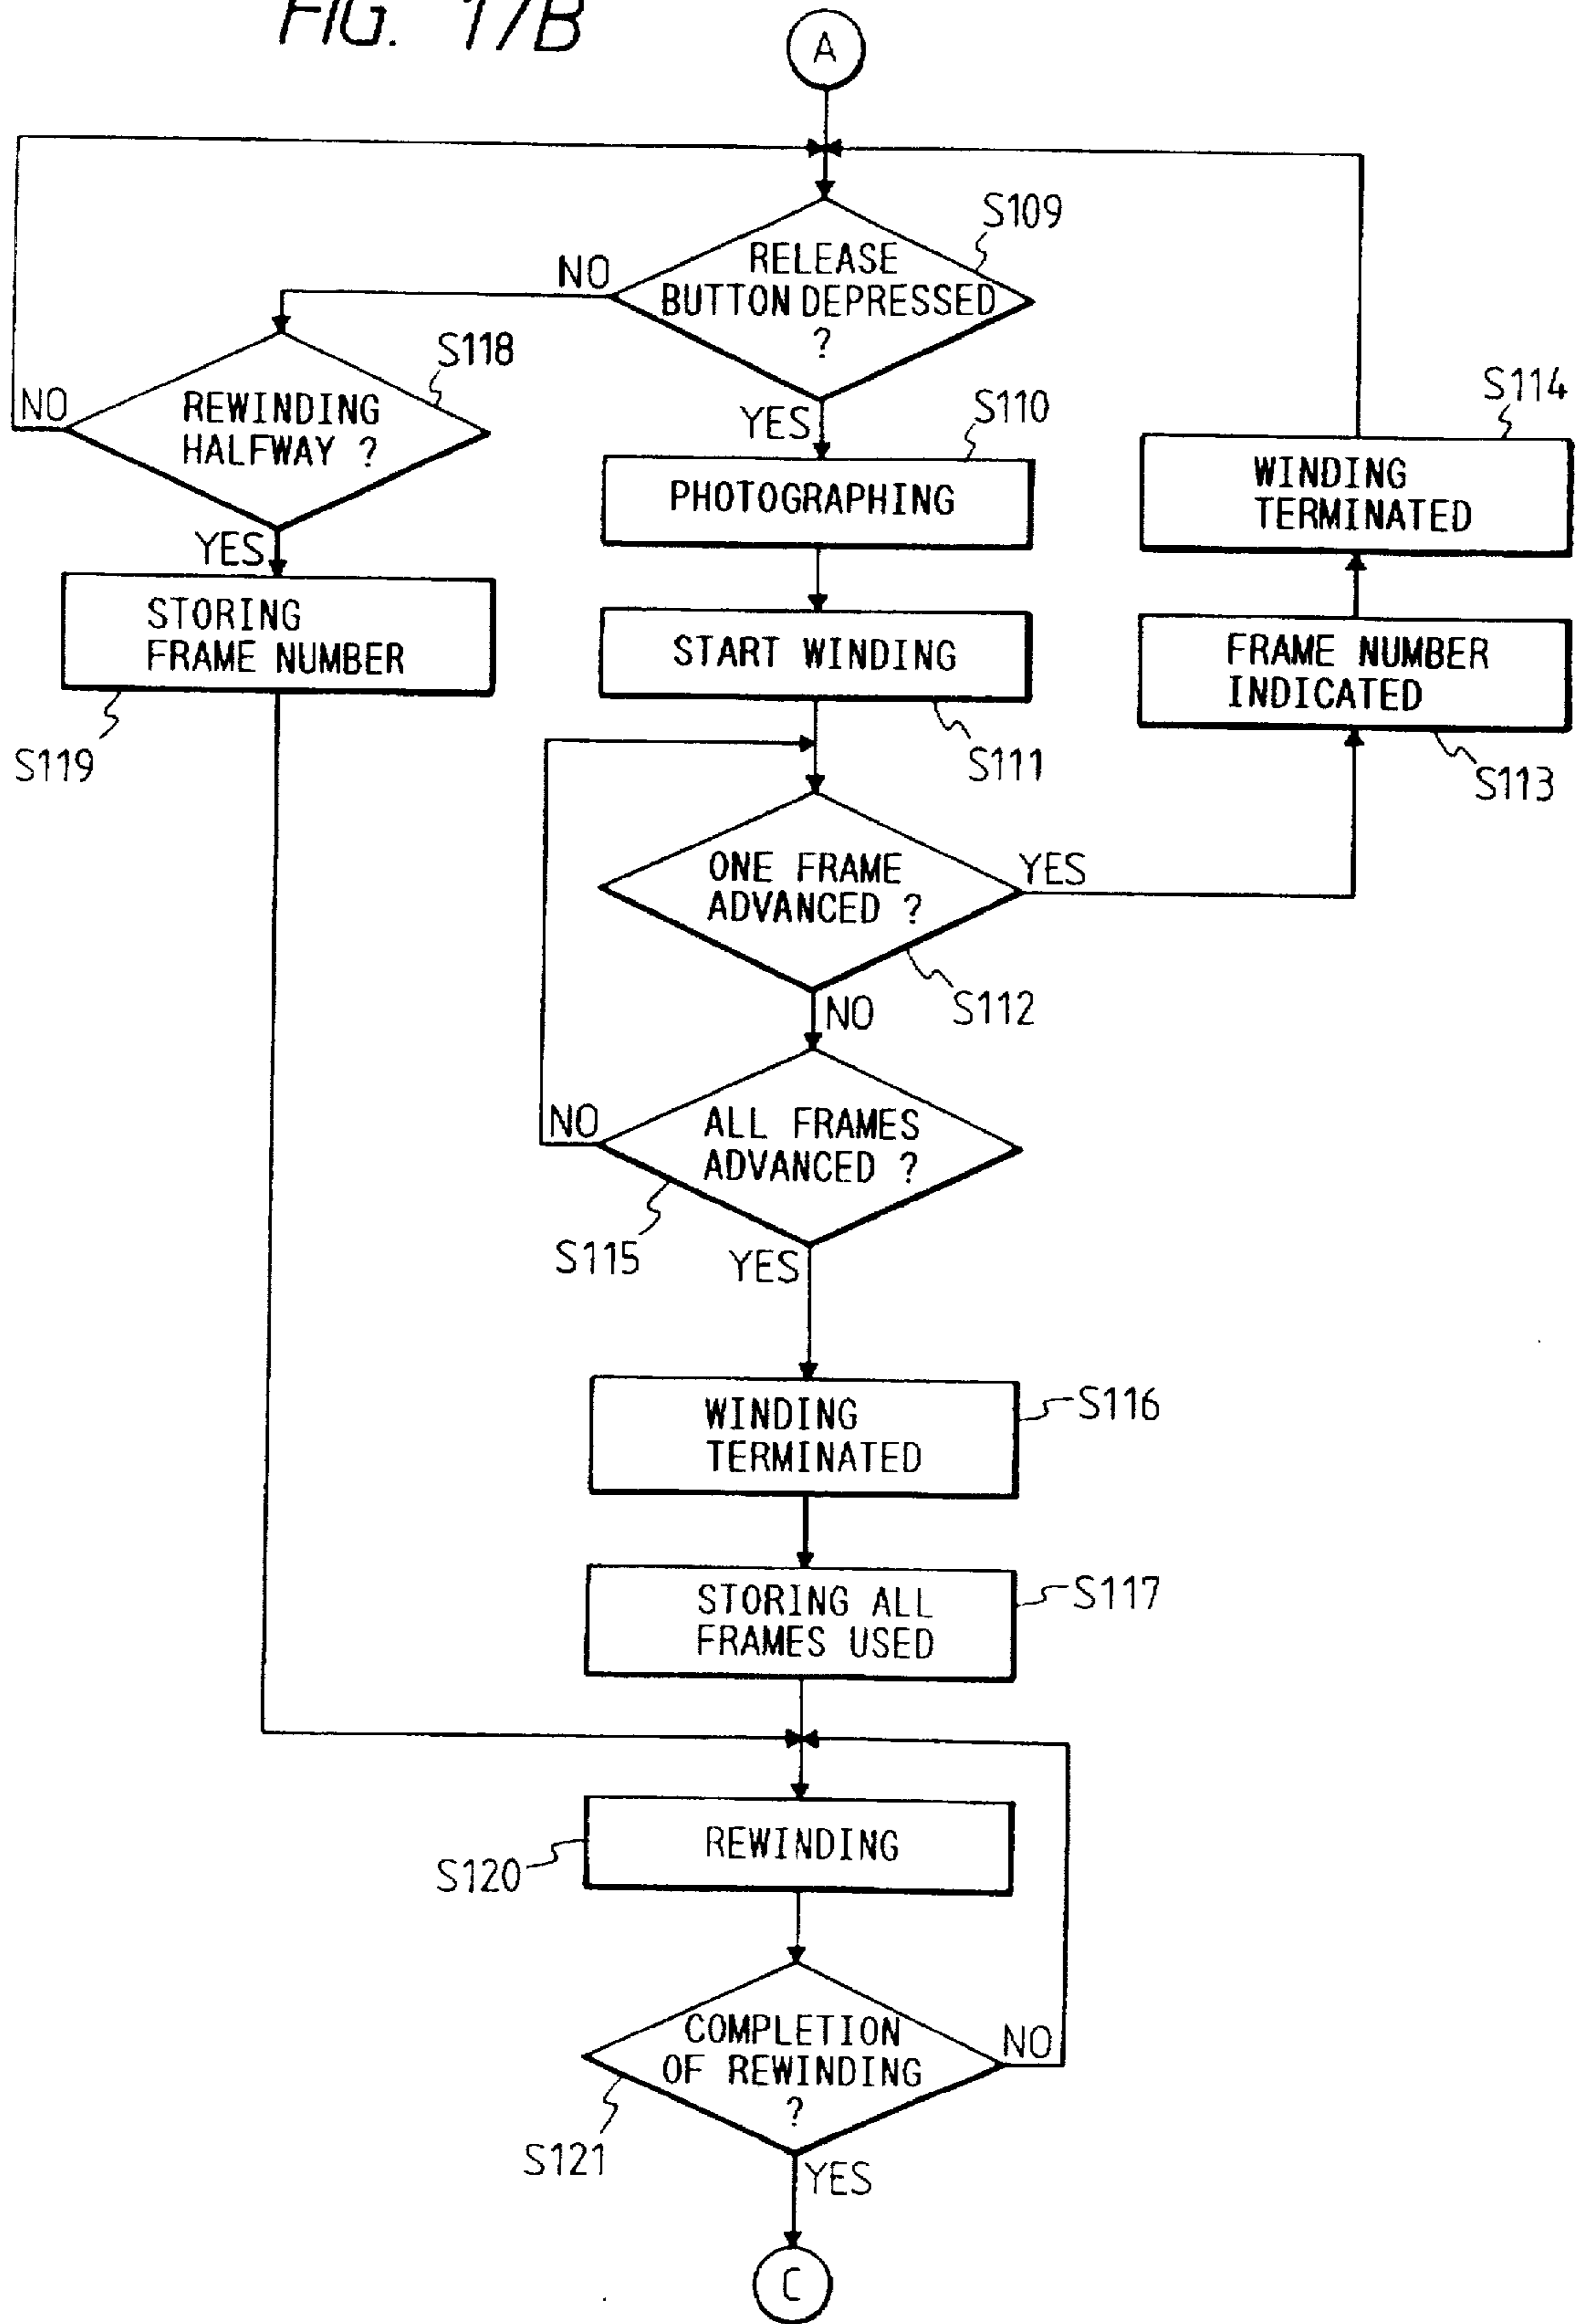 FIG. 17B
A
S109
RELEASE
BUTTON DEPRESSED
?
NO
YES
S118
REWINDING
HALFWAY ?
NO
YES
S110
PHOTOGRAPHING
S114
WINDING
TERMINATED
STORING
FRAME NUMBER
S119
START WINDING
S111
FRAME NUMBER
INDICATED
S113
ONE FRAME
ADVANCED ?
YES
S112
NO
ALL FRAMES
ADVANCED ?
NO
S115
YES
WINDING
TERMINATED
S116
STORING ALL
FRAMES USED
S117
REWINDING
S120
COMPLETION
OF REWINDING
?
NO
S121
YES
C